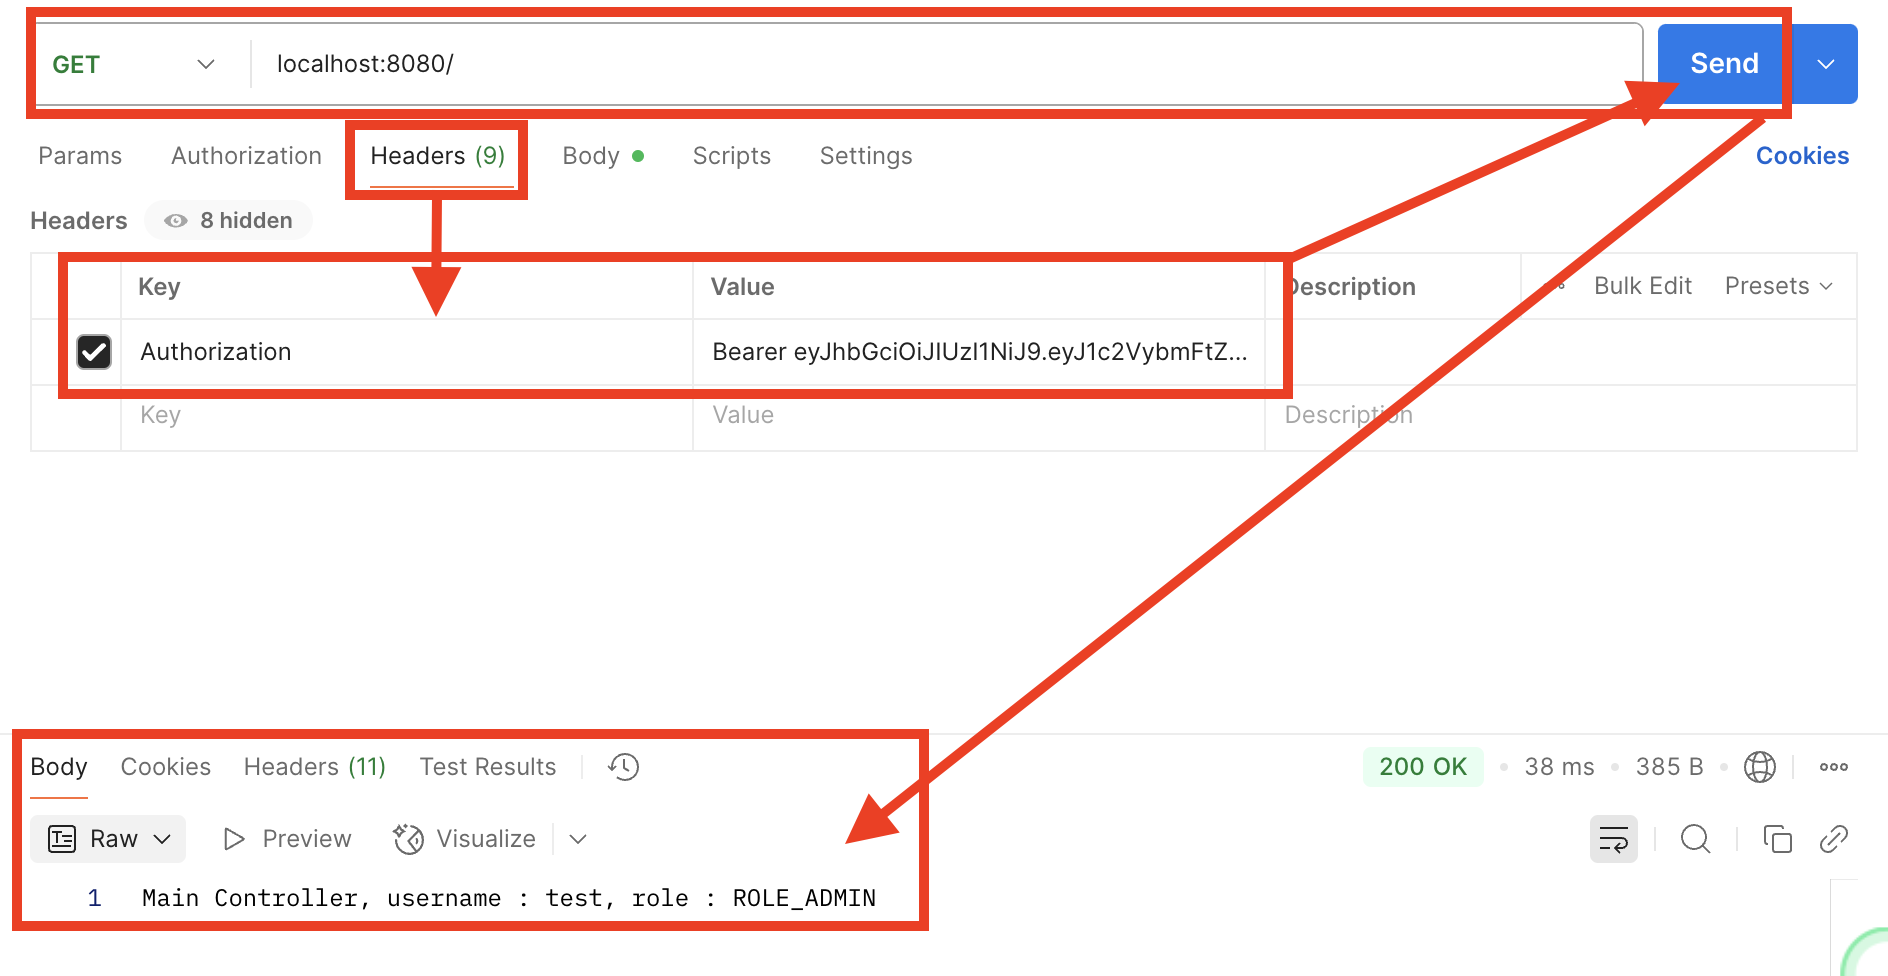 GET localhost:8080/ Send
Params Authorization Headers (9) Body Scripts Settings Cookies
Headers 8 hidden
Key Value Description Bulk Edit Presets
Authorization Bearer eyJhbGciOiJIUzI1NiJ9.eyJ1c2VybmFtZ...
Key Value Description
Body Cookies Headers (11) Test Results 200 OK 38 ms 385 B
Raw Preview Visualize
1 Main Controller, username : test, role : ROLE_ADMIN